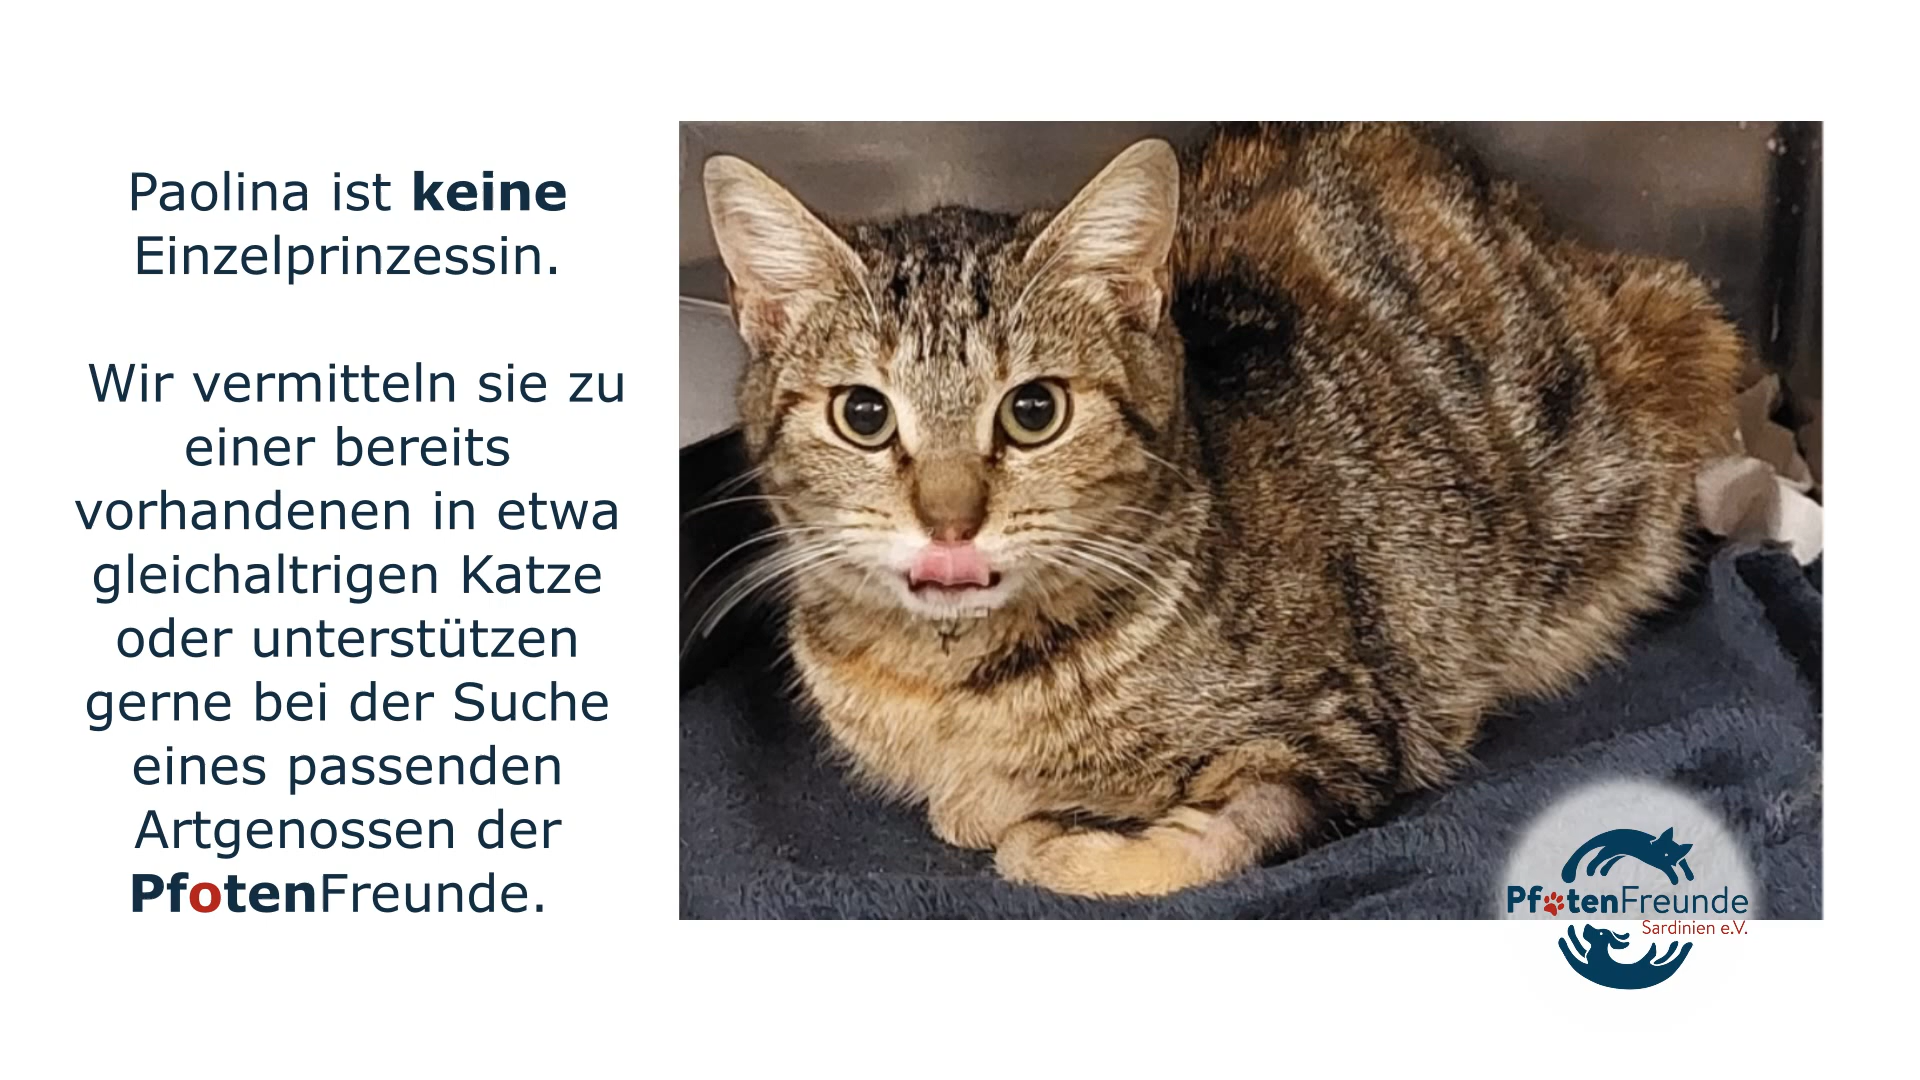 Paolina ist keine
Einzelprinzessin.
Wir vermitteln sie zu
einer bereits
vorhandenen in etwa
gleichaltrigen Katze
oder unterstützen
gerne bei der Suche
eines passenden
Artgenossen der
PfotenFreunde.
PfotenFreunde
Sardinien e.V.